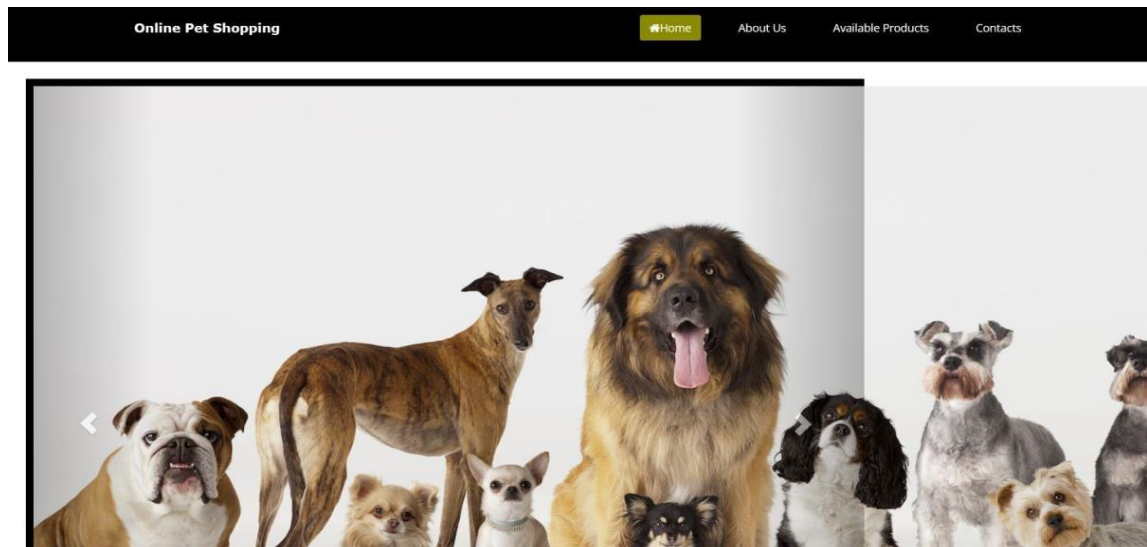 Online Pet Shopping
Home
About Us
Available Products
Contacts